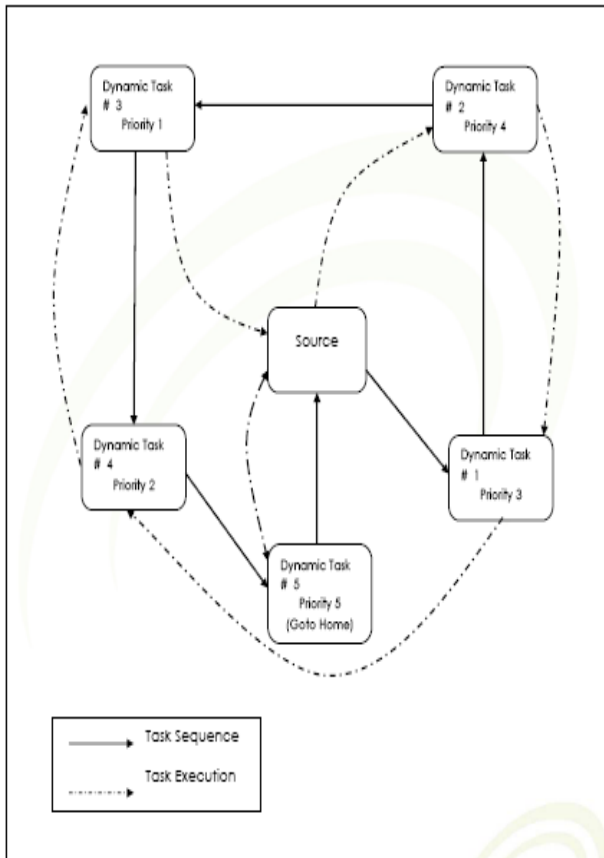 Dynamic Task
# 3
Priority 1
Dynamic Task
# 2
Priority 4
Source
Dynamic Task
# 4
Priority 2
Dynamic Task
# 1
Priority 3
Dynamic Task
# 5
Priority 5
(Goto Home)
Task Sequence
Task Execution